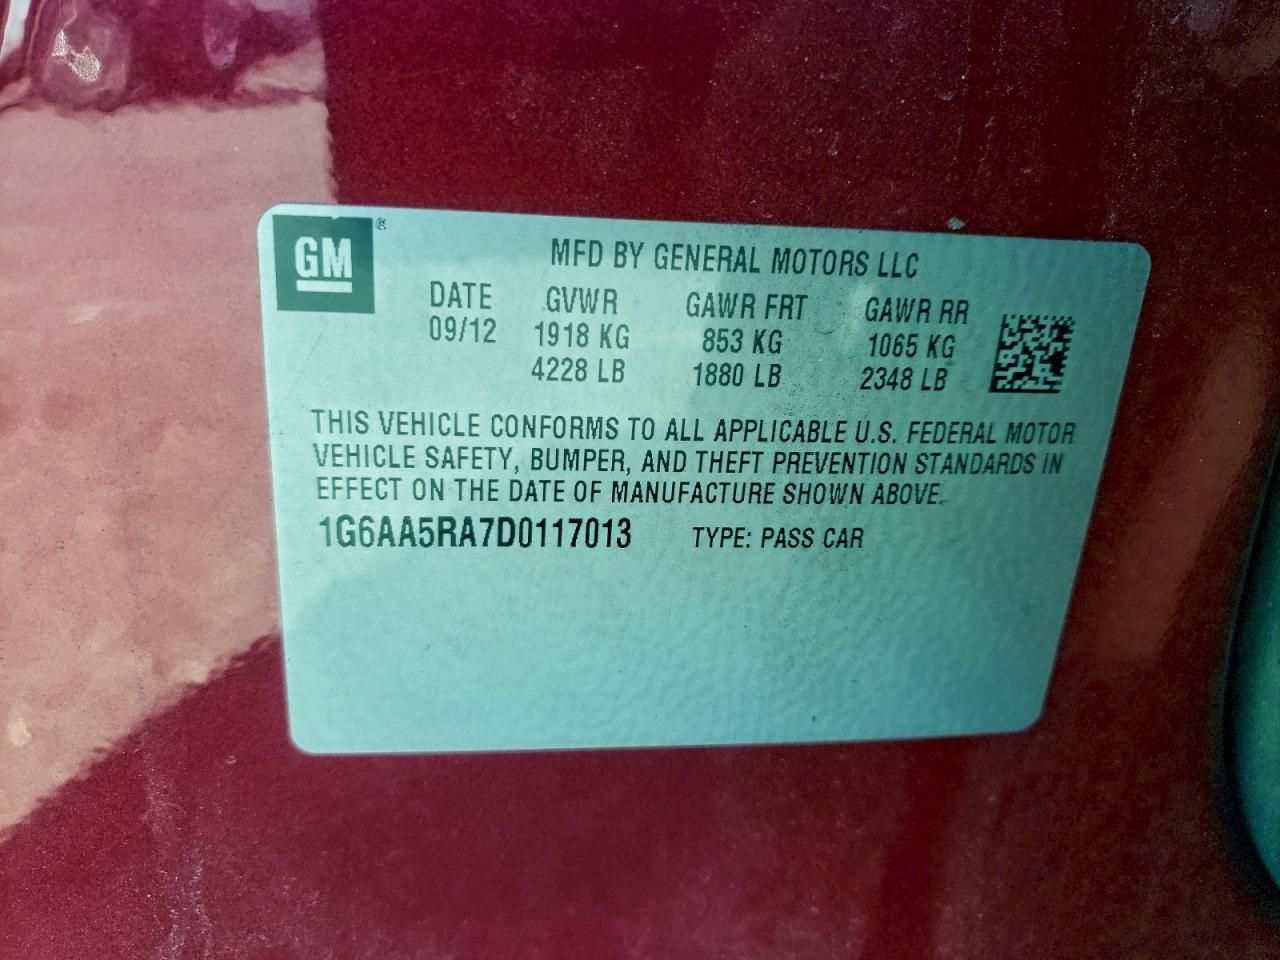 GM
MFD BY GENERAL MOTORS LLC
DATE GVWR GAWR FRT GAWR RR
09/12 1918 KG 853 KG 1065 KG
4228 LB 1880 LB 2348 LB
THIS VEHICLE CONFORMS TO ALL APPLICABLE U.S. FEDERAL MOTOR
VEHICLE SAFETY, BUMPER, AND THEFT PREVENTION STANDARDS IN
EFFECT ON THE DATE OF MANUFACTURE SHOWN ABOVE.
1G6AA5RA7D0117013 TYPE: PASS CAR